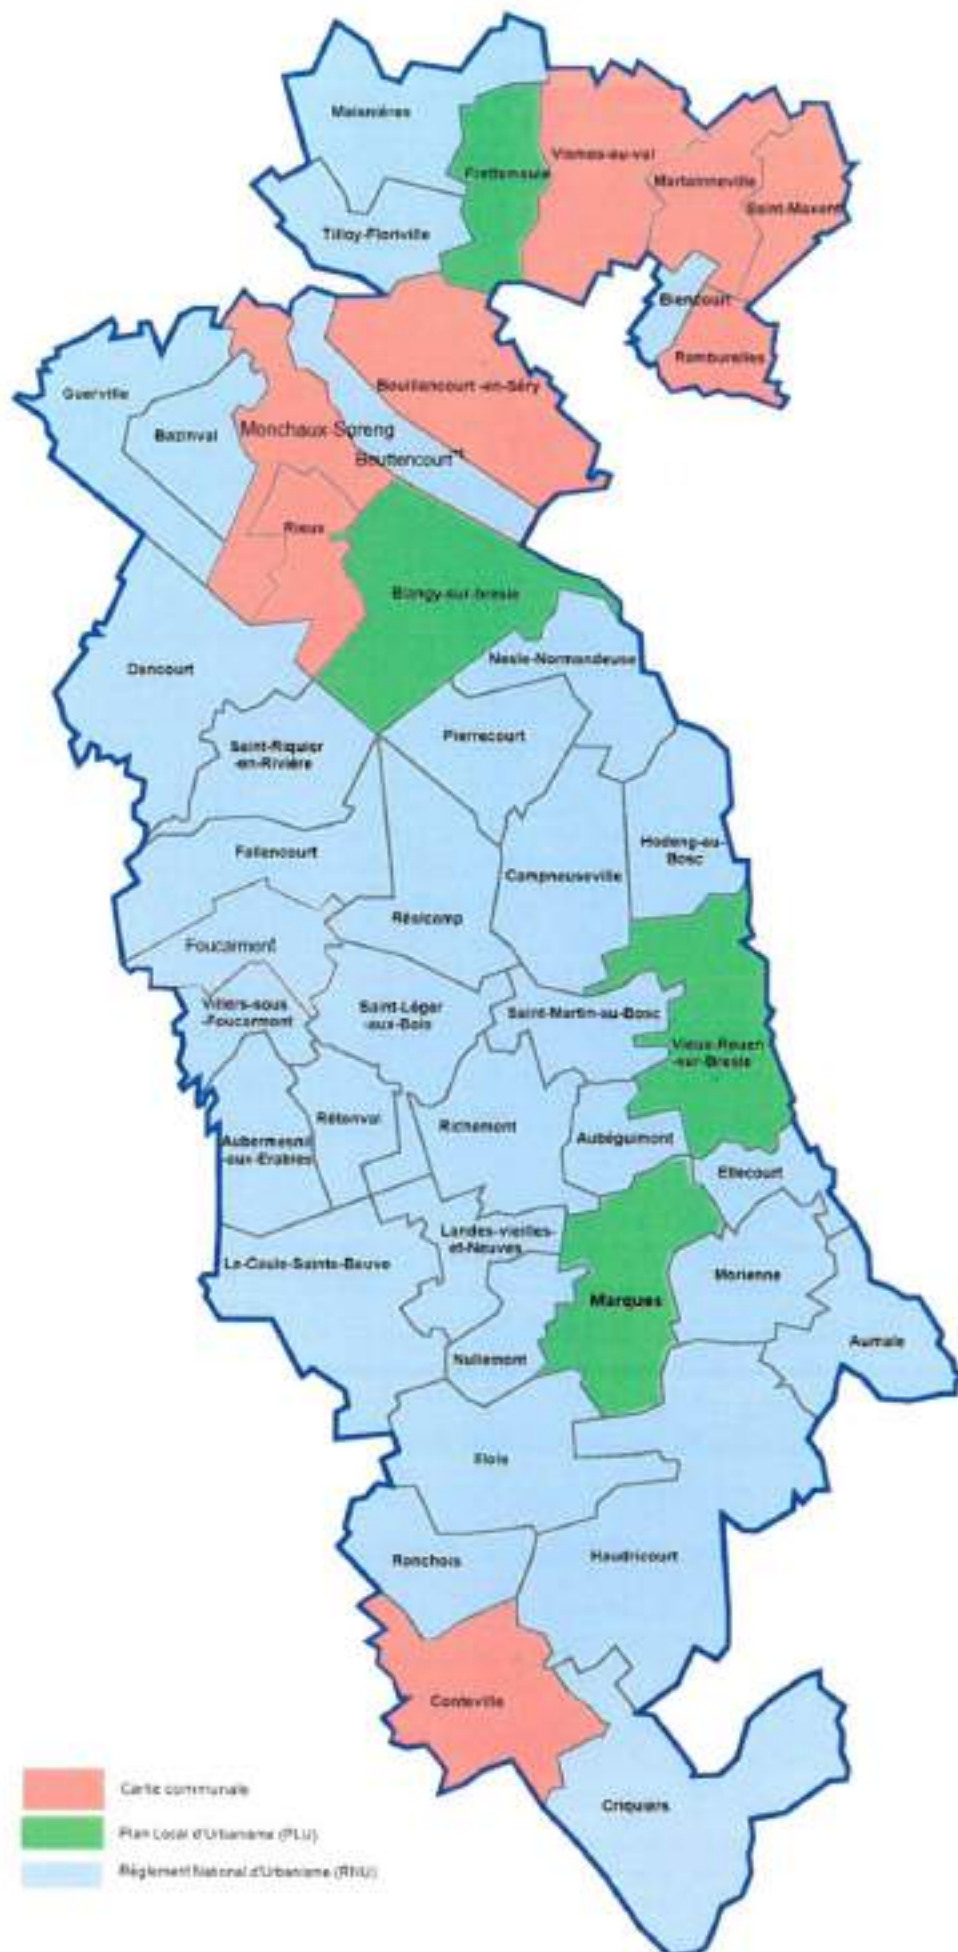 Maisnières
Frettemeule
Vismes-au-val
Martainneville
Saint-Maxent
Tilloy-Floriville
Biencourt
Ramburelles
Bouillancourt -en-Séry
Guerville
Bazinval
Monchaux-Soreng
Bouttencourt
Rieux
Blangy-sur-bresle
Nesle-Normandeuse
Dancourt
Saint-Riquier
-en-Rivière
Pierrecourt
Fallencourt
Campneuseville
Hodeng-au-
Bosc
Réalcamp
Foucarmont
Villers-sous
-Foucarmont
Saint-Léger
-aux-Bois
Saint-Martin-au-Bosc
Vieux-Rouen
-sur-Bresle
Aubermesnil
-aux-Erables
Rétonval
Richemont
Aubéguimont
Ellecourt
Landes-vieilles-
et-Neuves
Le-Caule-Sainte-Beuve
Marques
Morienne
Aumale
Nullemont
Illois
Ronchois
Haudricourt
Conteville
Criquiers
Carte communale
Plan Local d'Urbanisme (PLU)
Règlement National d'Urbanisme (RNU)